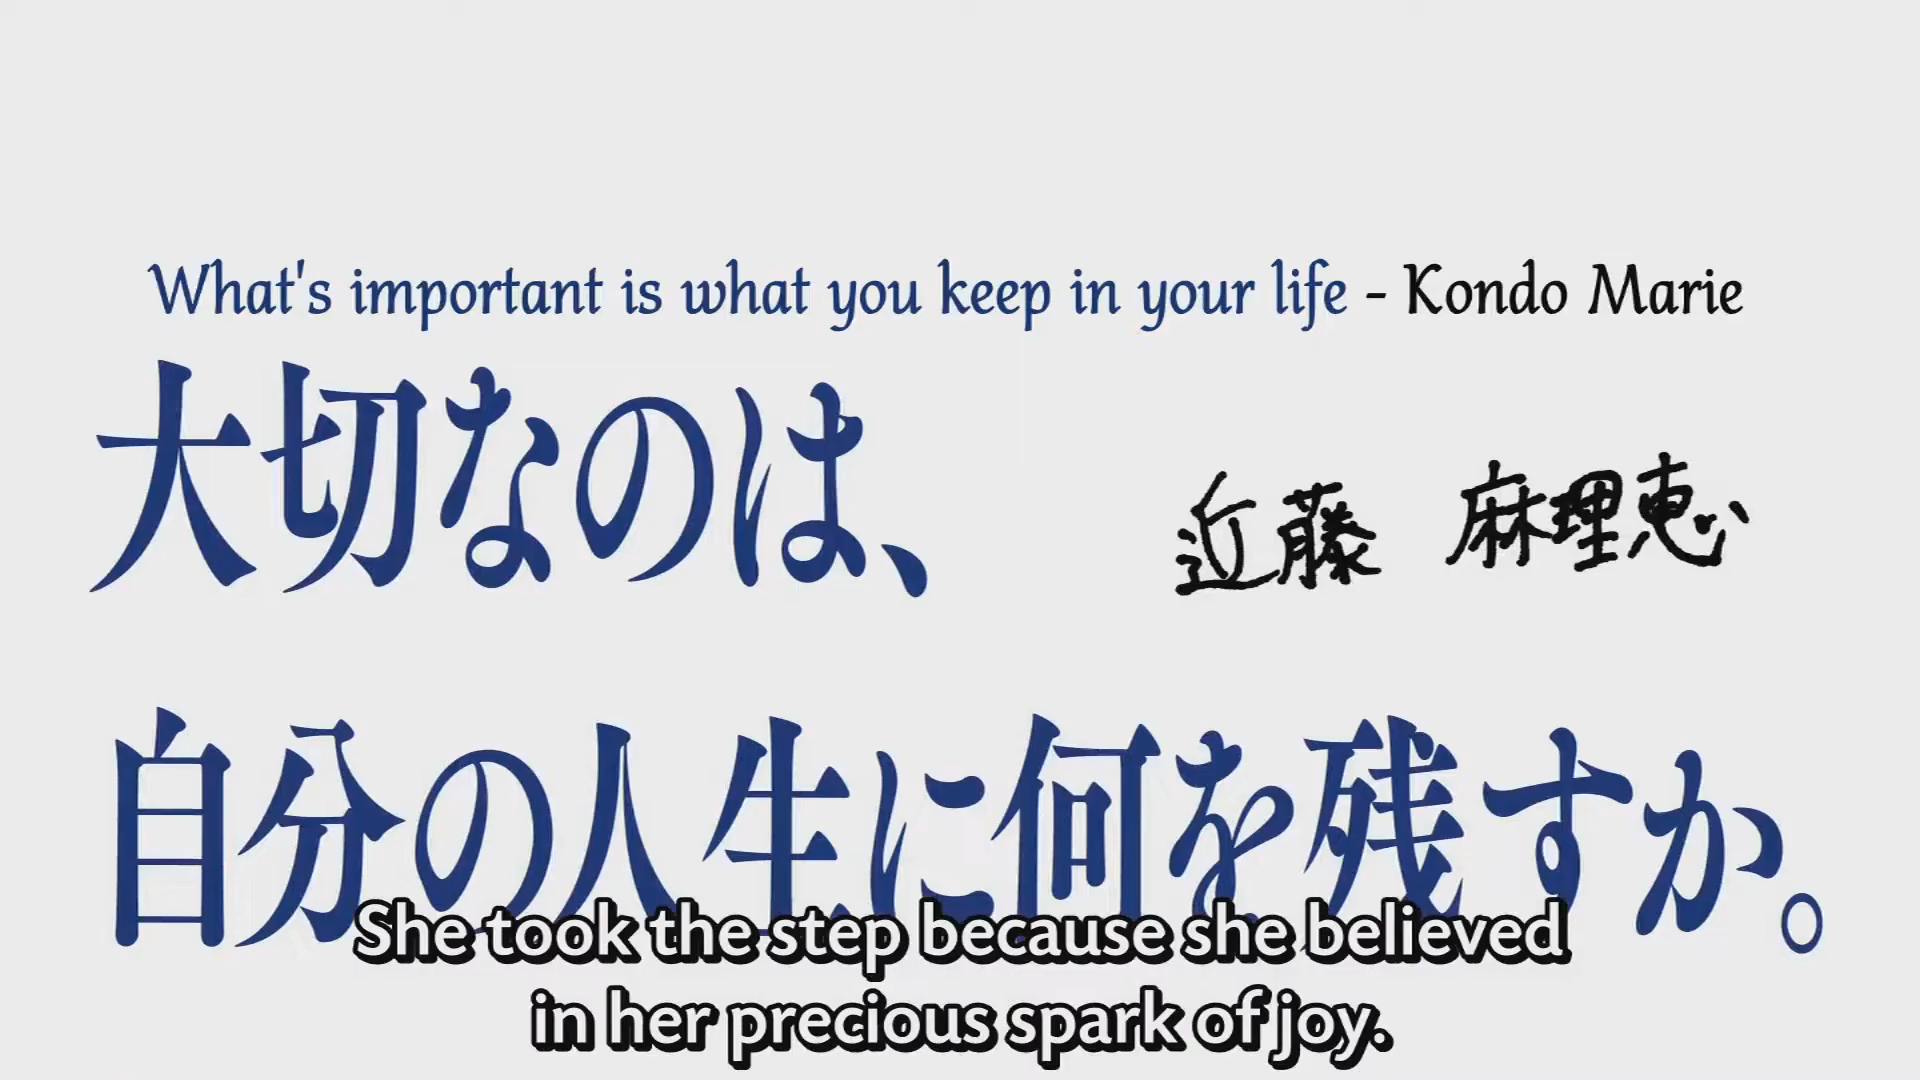 What's important is what you keep in your life - Kondo Marie
大切なのは、
近藤 麻理恵
自分の人生に何を残すか。
She took the step because she believed
in her precious spark of joy.